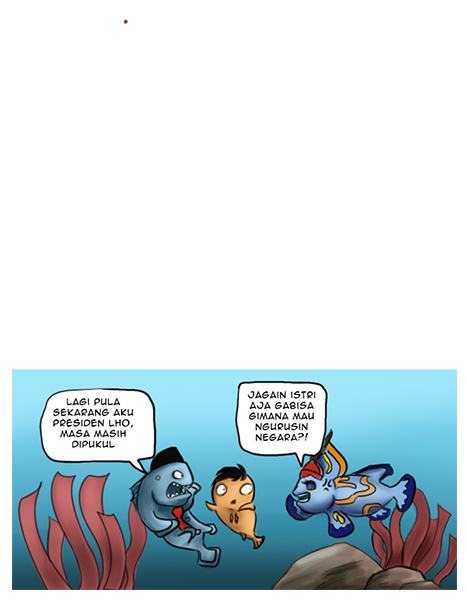 LAGI PULA
SEKARANG AKU
PRESIDEN LHO,
MASA MASIH
DIPUKUL
JAGAIN ISTRI
AJA GABISA
GIMANA MAU
NGURUSIN
NEGARA?!